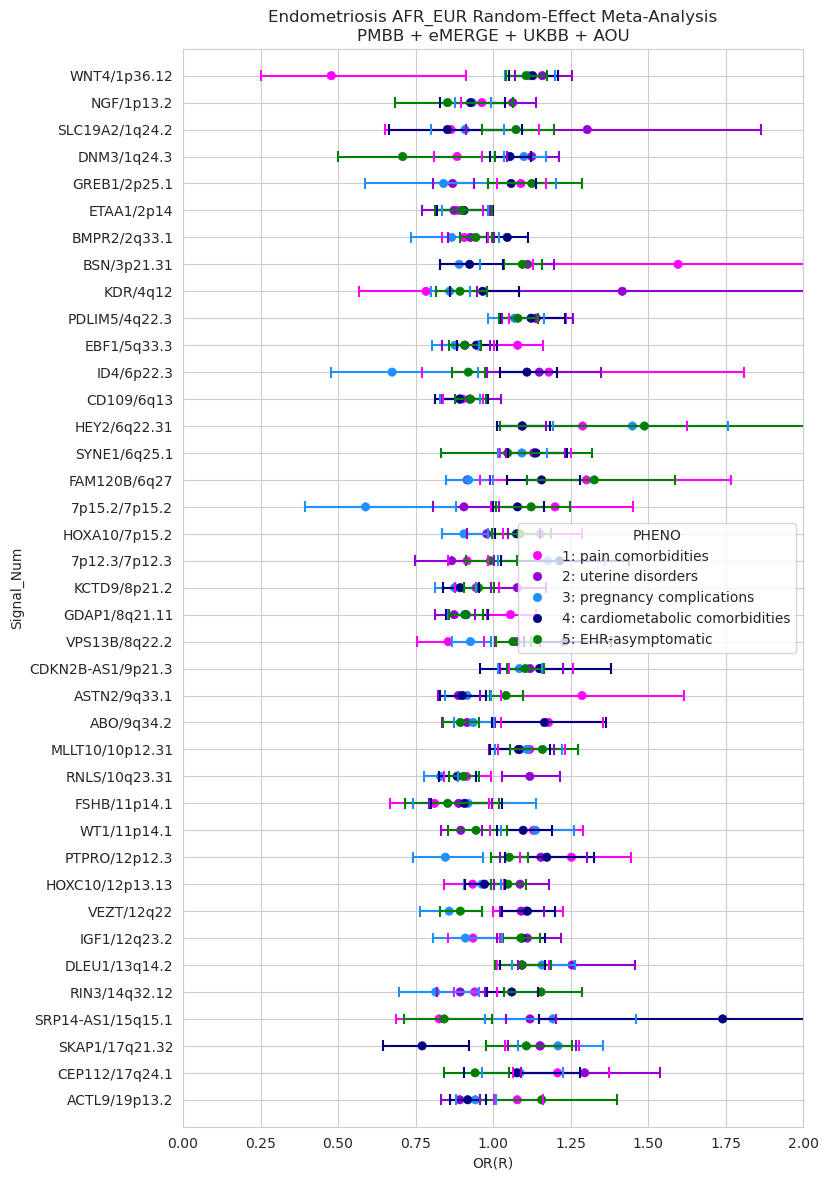 Endometriosis AFR_EUR Random-Effect Meta-Analysis
PMBB + eMERGE + UKBB + AOU
Signal_Num
WNT4/1p36.12
NGF/1p13.2
SLC19A2/1q24.2
DNM3/1q24.3
GREB1/2p25.1
ETAA1/2p14
BMPR2/2q33.1
BSN/3p21.31
KDR/4q12
PDLIM5/4q22.3
EBF1/5q33.3
ID4/6p22.3
CD109/6q13
HEY2/6q22.31
SYNE1/6q25.1
FAM120B/6q27
7p15.2/7p15.2
HOXA10/7p15.2
7p12.3/7p12.3
KCTD9/8p21.2
GDAP1/8q21.11
VPS13B/8q22.2
CDKN2B-AS1/9p21.3
ASTN2/9q33.1
ABO/9q34.2
MLLT10/10p12.31
RNLS/10q23.31
FSHB/11p14.1
WT1/11p14.1
PTPRO/12p12.3
HOXC10/12p13.13
VEZT/12q22
IGF1/12q23.2
DLEU1/13q14.2
RIN3/14q32.12
SRP14-AS1/15q15.1
SKAP1/17q21.32
CEP112/17q24.1
ACTL9/19p13.2
PHENO
1: pain comorbidities
2: uterine disorders
3: pregnancy complications
4: cardiometabolic comorbidities
5: EHR-asymptomatic
0.00 0.25 0.50 0.75 1.00 1.25 1.50 1.75 2.00
OR(R)